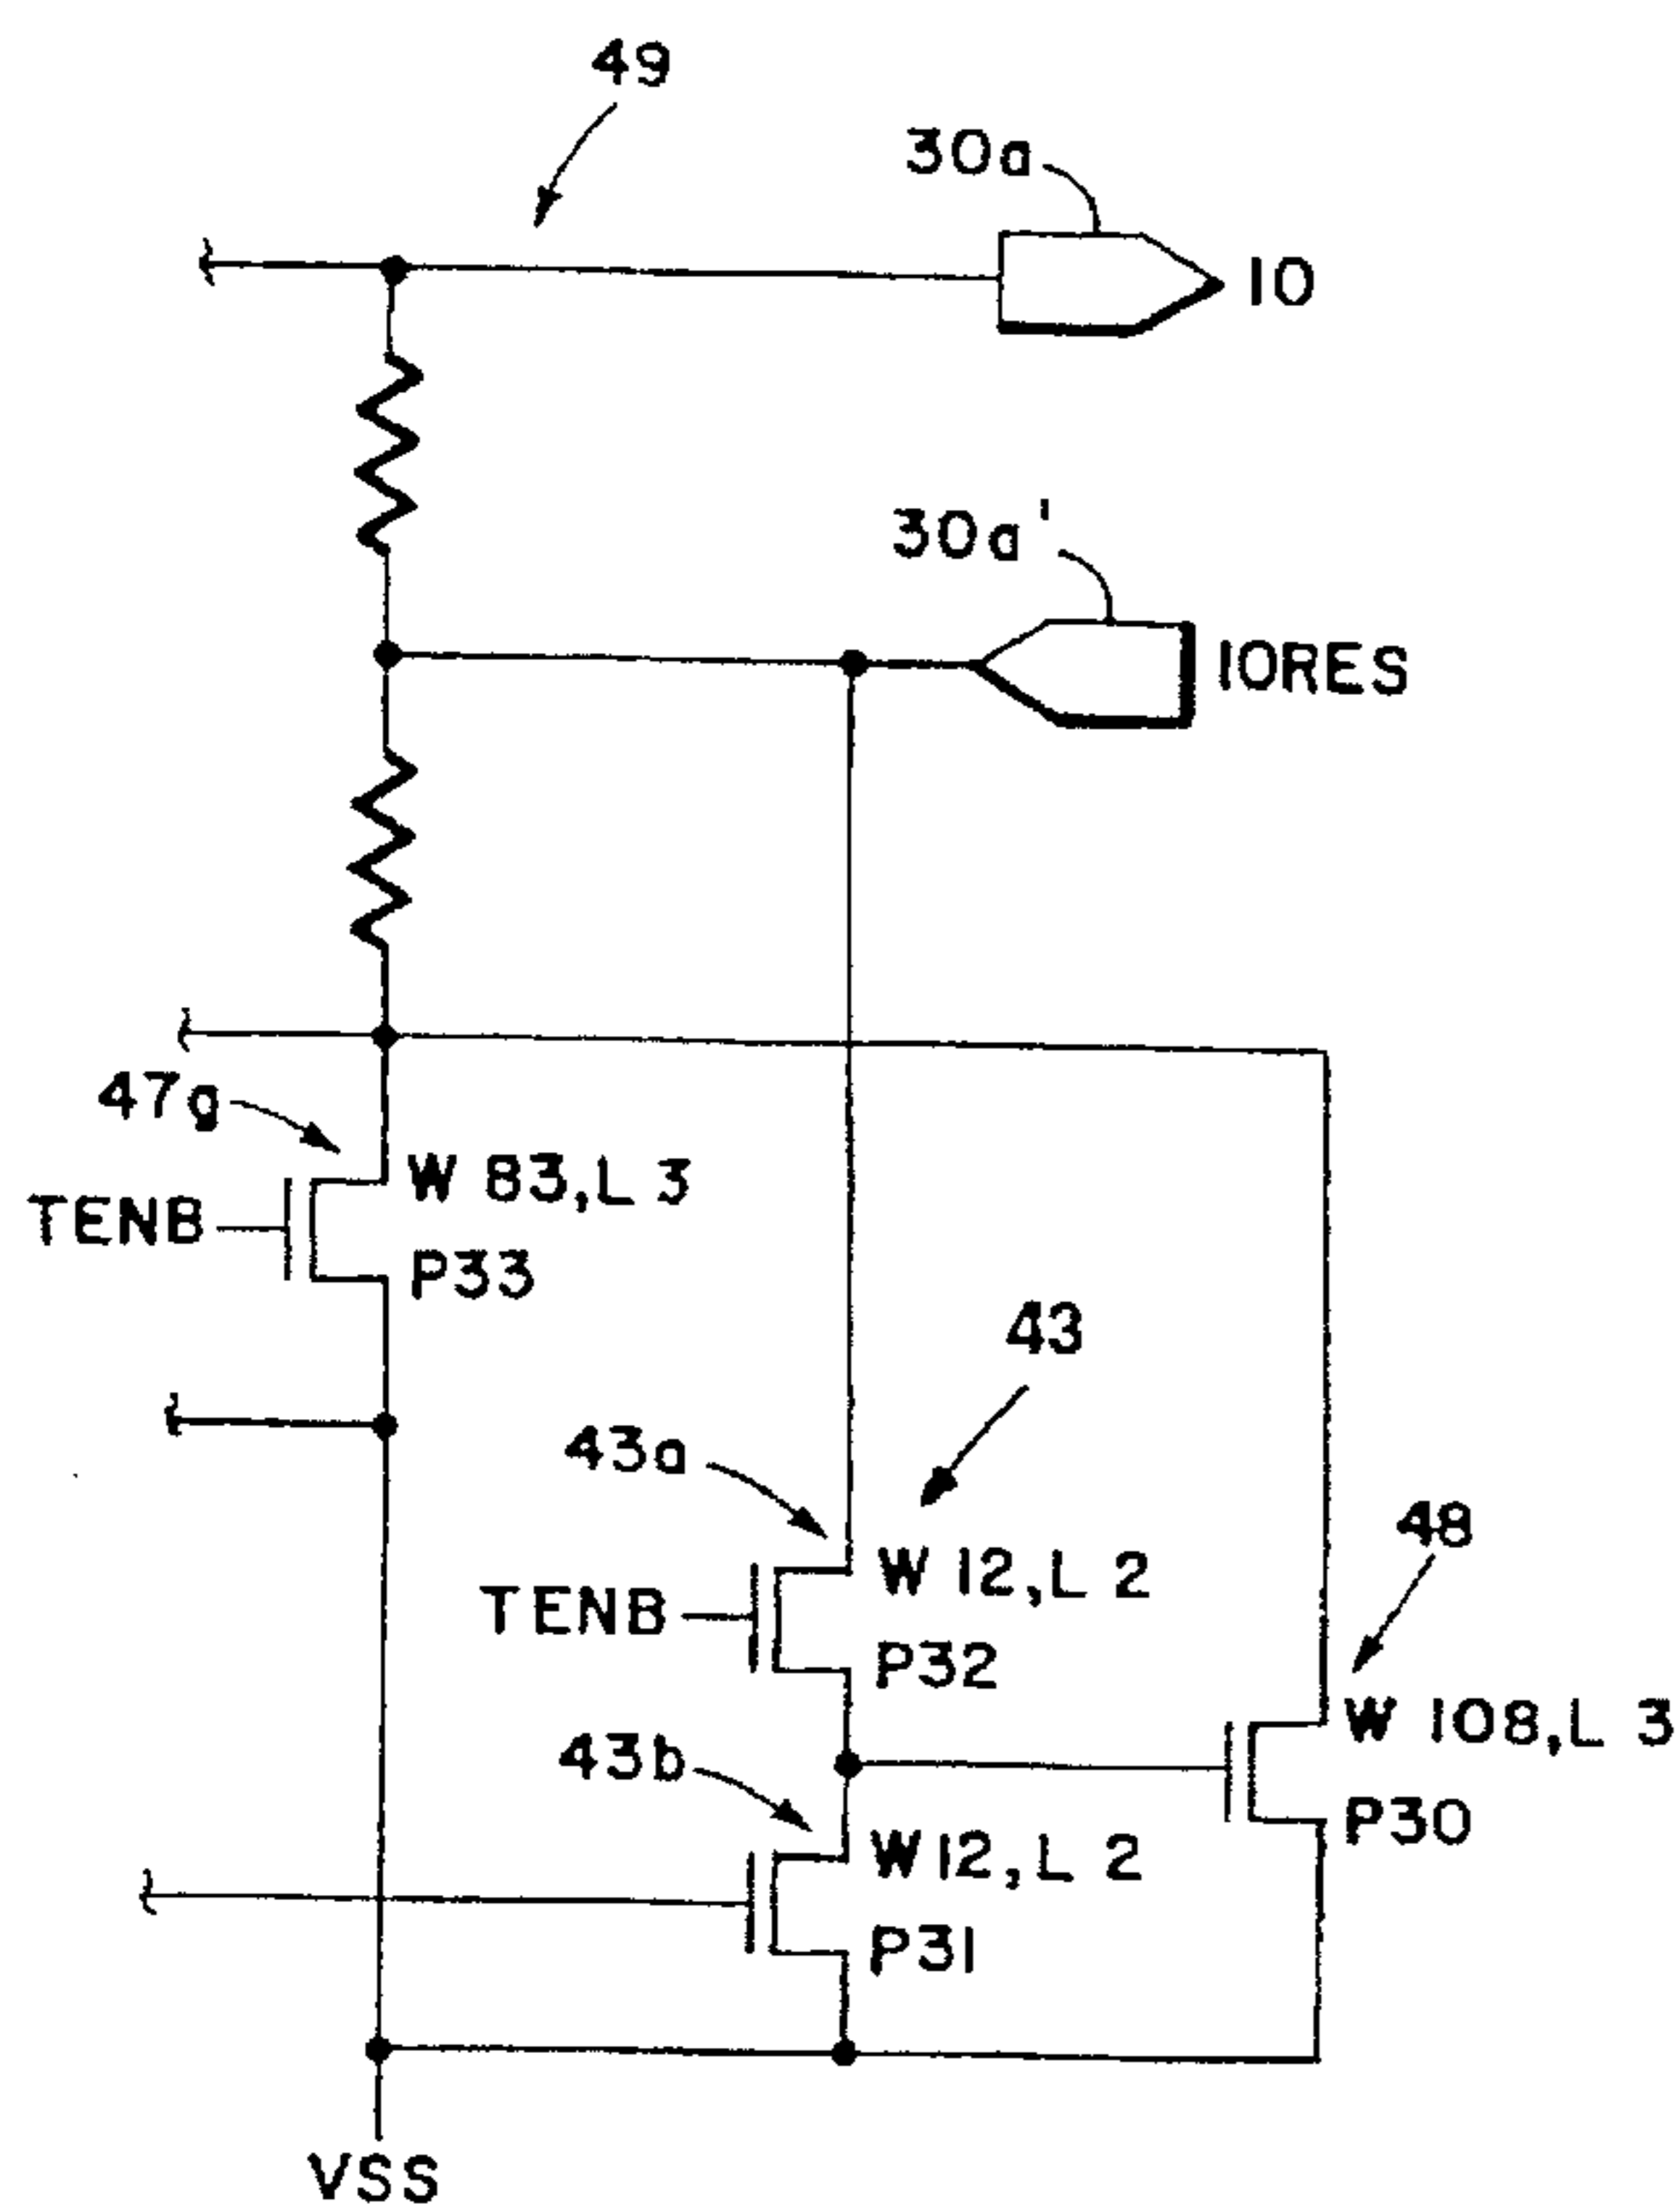 49
30a
IO
30a'
IORES
47g
W 83,L 3
TENB
P33
43
43a
48
W 12,L 2
TENB
P32
W 108,L 3
43b
P30
W12,L 2
P31
VSS